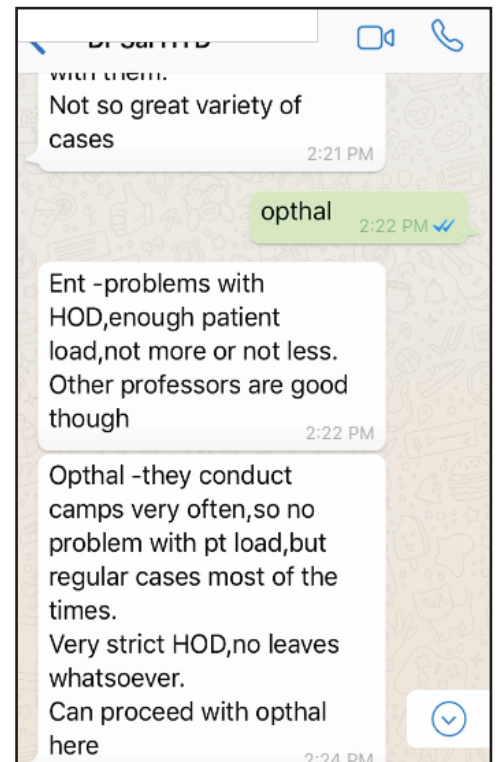 with them.
Not so great variety of
cases
2:21 PM
opthal
2:22 PM
Ent -problems with
HOD,enough patient
load,not more or not less.
Other professors are good
though
2:22 PM
Opthal -they conduct
camps very often,so no
problem with pt load,but
regular cases most of the
times.
Very strict HOD,no leaves
whatsoever.
Can proceed with opthal
here
2:24 PM